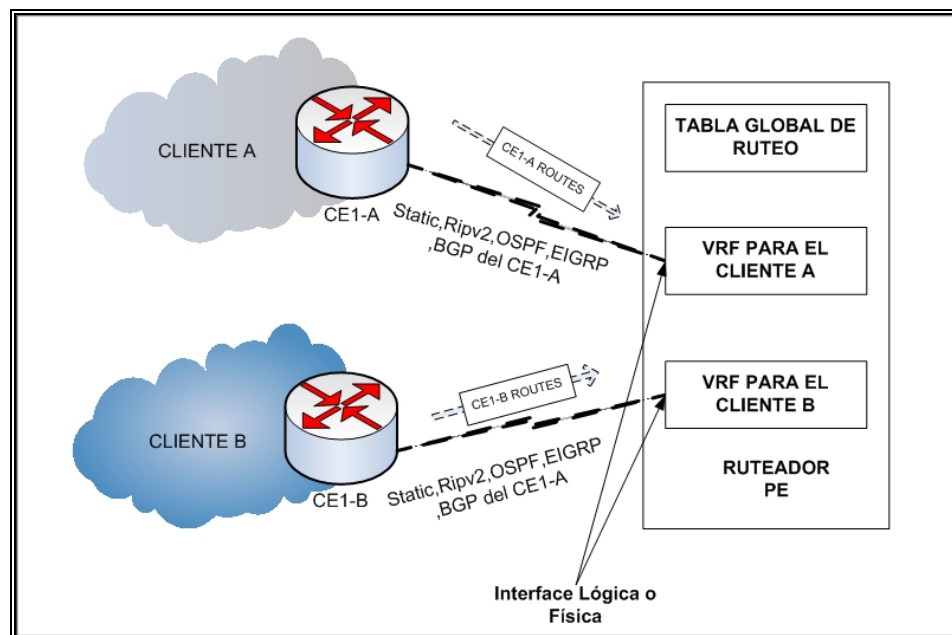 TABLA GLOBAL DE
RUTEO
CLIENTE A
CE1-A ROUTES
CE1-A
Static,Ripv2,OSPF,EIGRP
,BGP del CE1-A
VRF PARA EL
CLIENTE A
CLIENTE B
CE1-B ROUTES
CE1-B
Static,Ripv2,OSPF,EIGRP
,BGP del CE1-A
VRF PARA EL
CLIENTE B
RUTEADOR
PE
Interface Lógica o
Física